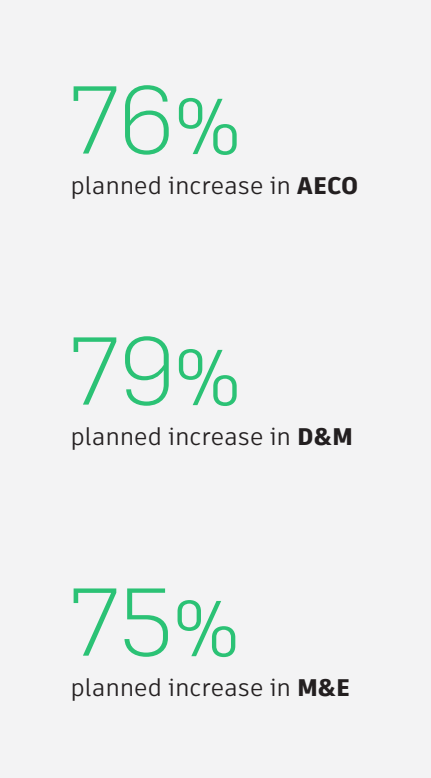 76%
planned increase in AECO
79%
planned increase in D&M
75%
planned increase in M&E